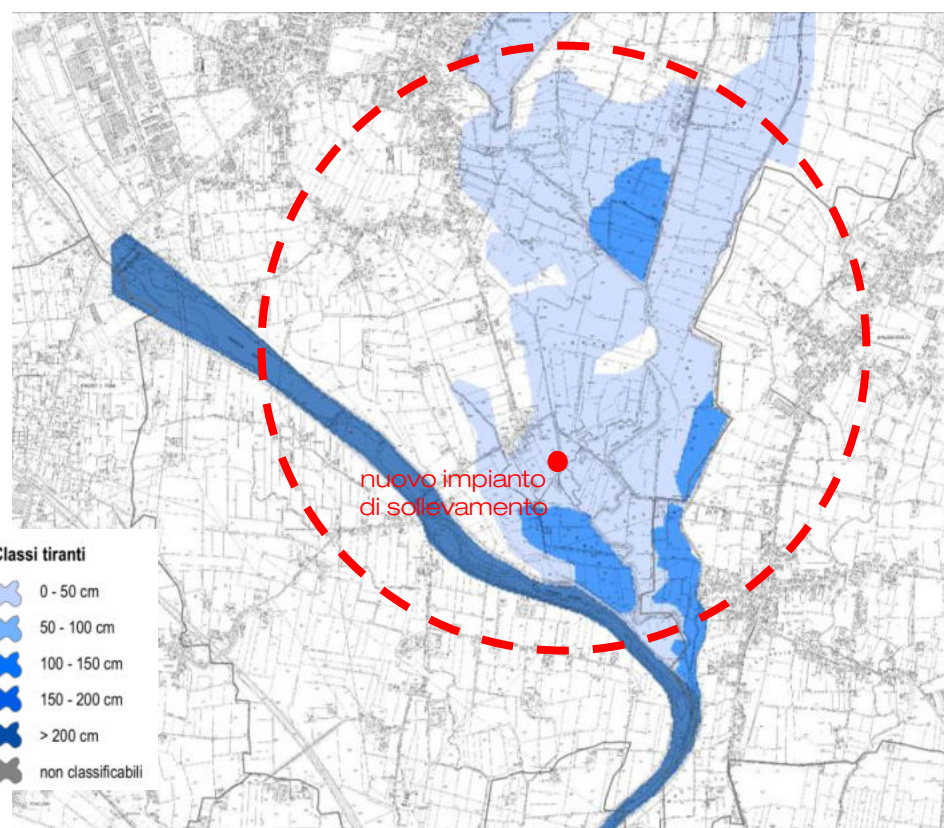 nuovo impianto
di sollevamento
Classi tiranti
0 - 50 cm
50 - 100 cm
100 - 150 cm
150 - 200 cm
> 200 cm
non classificabili